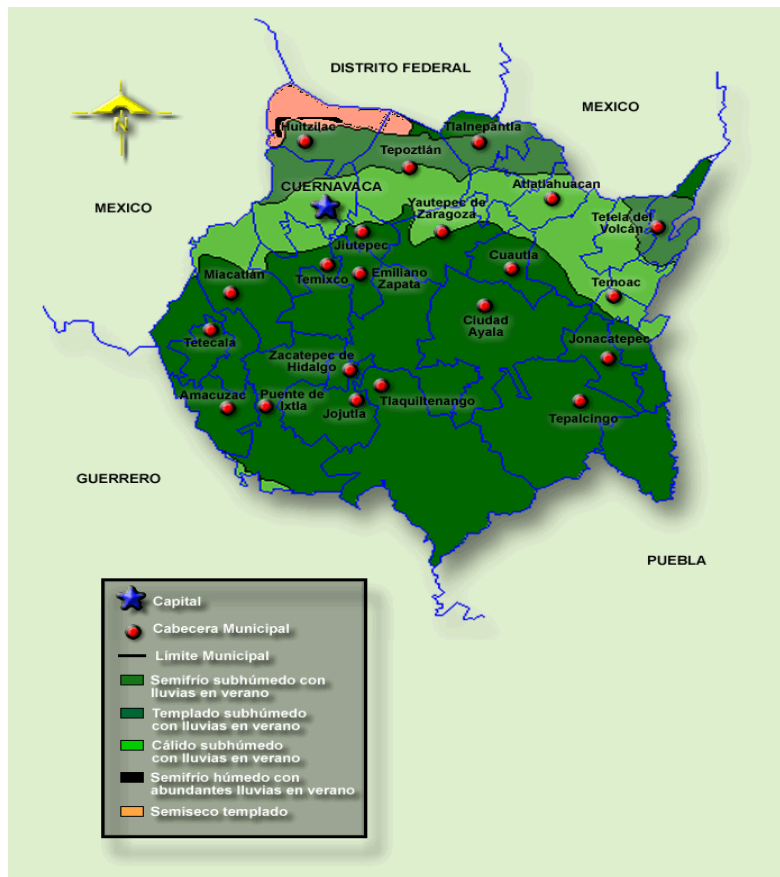 DISTRITO FEDERAL
MEXICO
N
Huitzilac
Tlalnepantla
Tepoztlán
CUERNAVACA
Atlatlahuacan
MEXICO
Yautepec de
Zaragoza
Tetela del
Volcán
Jiutepec
Cuautla
Miacatlán
Temixco
Emiliano
Zapata
Temoac
Ciudad
Ayala
Tetecala
Jonacatepec
Zacatepec de
Hidalgo
Amacuzac
Puente de
Ixtla
Jojutla
Tlaquiltenango
Tepalcingo
GUERRERO
PUEBLA
Capital
Cabecera Municipal
Límite Municipal
Semifrío subhúmedo con
lluvias en verano
Templado subhúmedo
con lluvias en verano
Cálido subhúmedo
con lluvias en verano
Semifrío húmedo con
abundantes lluvias en verano
Semiseco templado